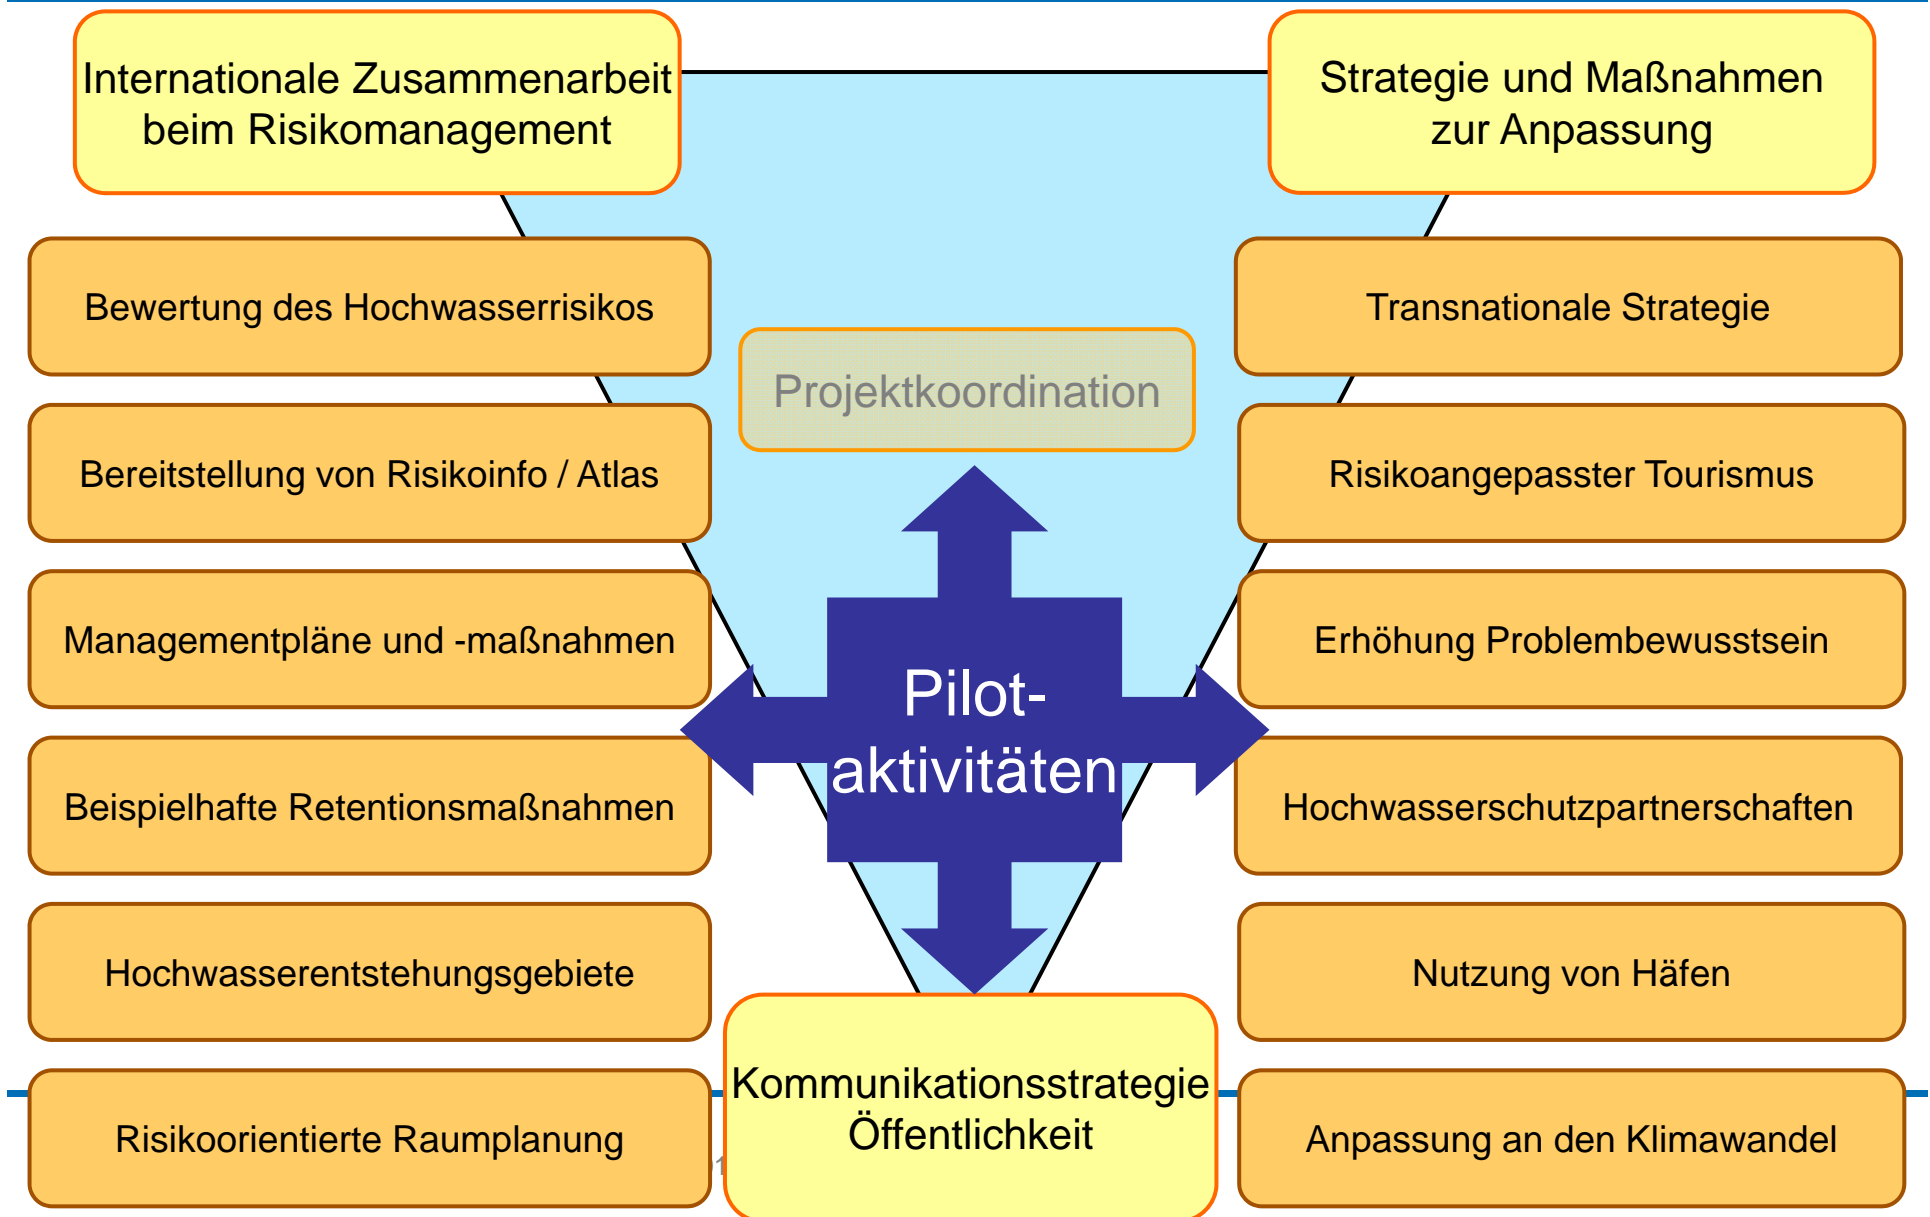 Internationale Zusammenarbeit
beim Risikomanagement
Strategie und Maßnahmen
zur Anpassung
Bewertung des Hochwasserrisikos
Bereitstellung von Risikoinfo / Atlas
Managementpläne und -maßnahmen
Beispielhafte Retentionsmaßnahmen
Hochwasserentstehungsgebiete
Risikoorientierte Raumplanung
Projektkoordination
Pilot-
aktivitäten
Kommunikationsstrategie
Öffentlichkeit
Transnationale Strategie
Risikoangepasster Tourismus
Erhöhung Problembewusstsein
Hochwasserschutzpartnerschaften
Nutzung von Häfen
Anpassung an den Klimawandel